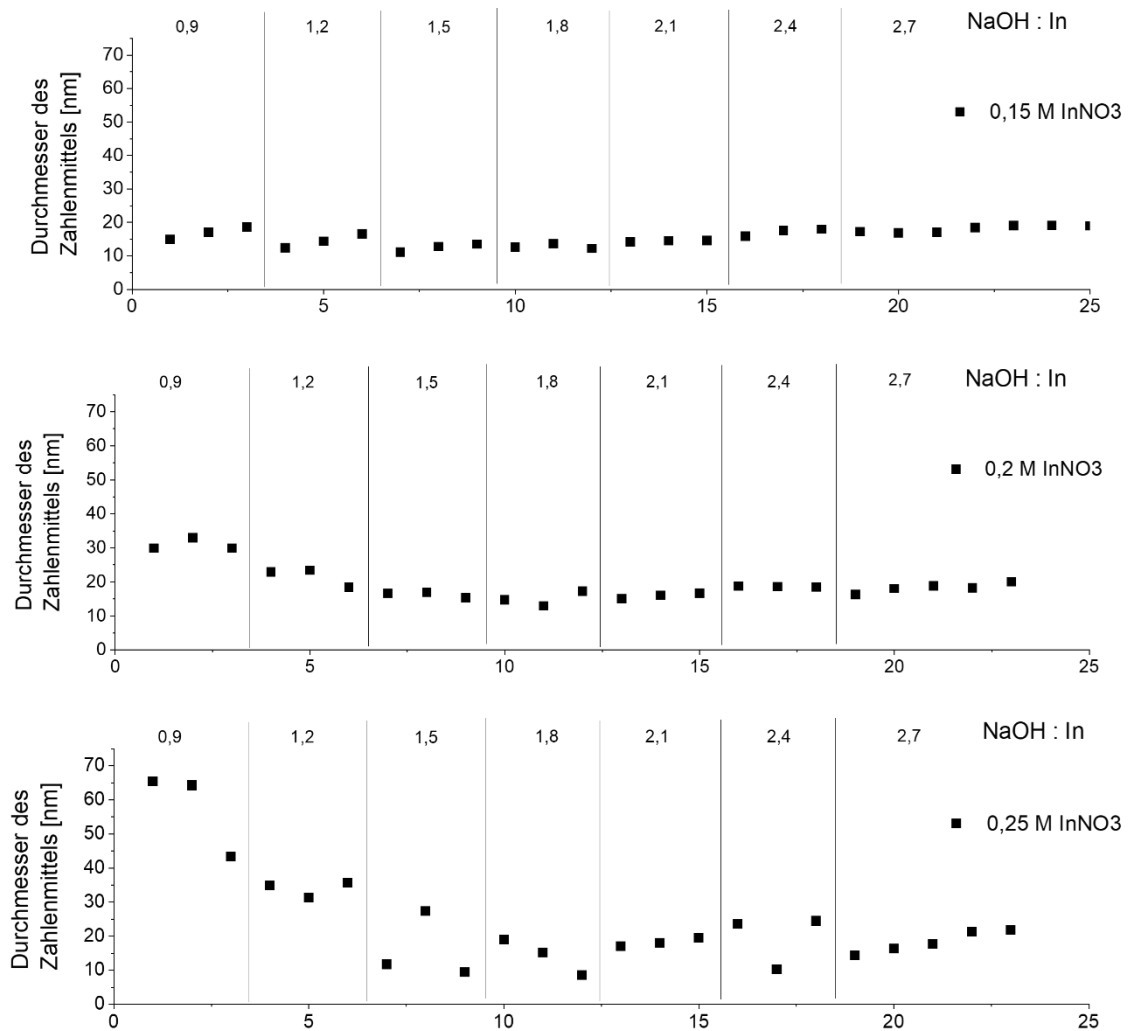 0,9 1,2 1,5 1,8 2,1 2,4 2,7 NaOH : In
70
60
50
40
30
20
10
0
Durchmesser des
Zahlenmittels [nm]
0,15 M InNO3
0 5 10 15 20 25
0,9 1,2 1,5 1,8 2,1 2,4 2,7 NaOH : In
70
60
50
40
30
20
10
0
Durchmesser des
Zahlenmittels [nm]
0,2 M InNO3
0 5 10 15 20 25
0,9 1,2 1,5 1,8 2,1 2,4 2,7 NaOH : In
70
60
50
40
30
20
10
0
Durchmesser des
Zahlenmittels [nm]
0,25 M InNO3
0 5 10 15 20 25